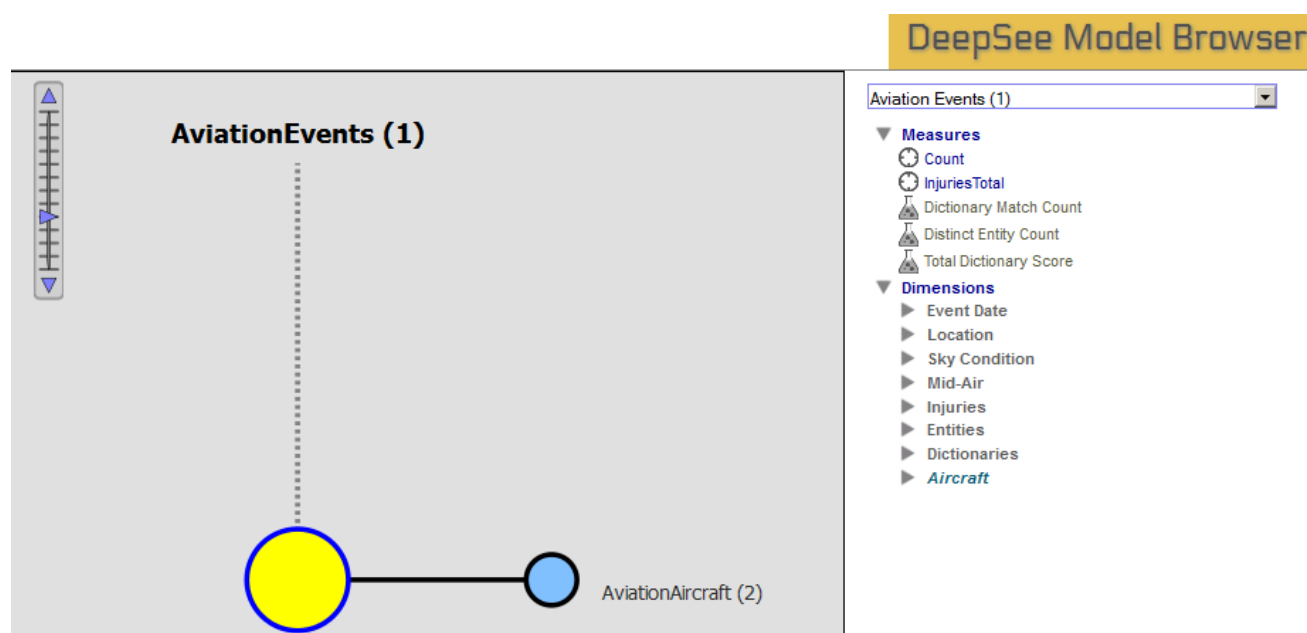 DeepSee Model Browser
AviationEvents (1)
AviationAircraft (2)
Aviation Events (1)
Measures
Count
InjuriesTotal
Dictionary Match Count
Distinct Entity Count
Total Dictionary Score
Dimensions
Event Date
Location
Sky Condition
Mid-Air
Injuries
Entities
Dictionaries
Aircraft